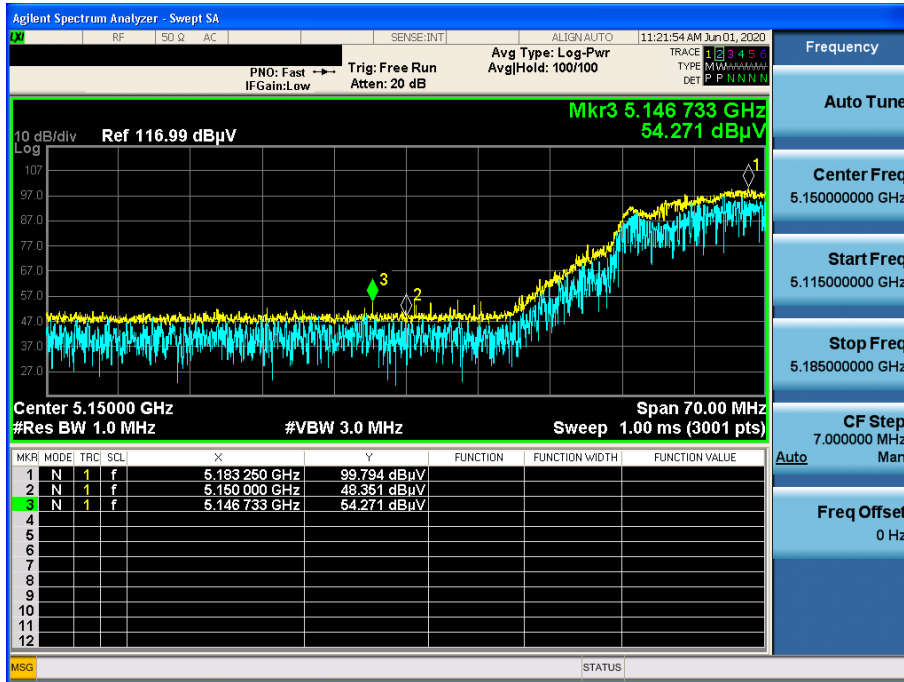 Agilent Spectrum Analyzer - Swept SA
LXI RF 50 Ω AC SENSE:INT ALIGN AUTO 11:21:54 AM Jun 01, 2020
PNO: Fast
IFGain:Low
Trig: Free Run
Atten: 20 dB
Avg Type: Log-Pwr
Avg|Hold: 100/100
TRACE 1 2 3 4 5 6
TYPE M W W W W W
DET P P N N N N
Mkr3 5.146 733 GHz
54.271 dBµV
10 dB/div Ref 116.99 dBµV
Log
107
97.0
87.0
77.0
67.0
57.0
47.0
37.0
27.0
1
3
2
Center 5.15000 GHz Span 70.00 MHz
#Res BW 1.0 MHz #VBW 3.0 MHz Sweep 1.00 ms (3001 pts)
MKR MODE TRC SCL X Y FUNCTION FUNCTION WIDTH FUNCTION VALUE
1 N 1 f 5.183 250 GHz 99.794 dBµV
2 N 1 f 5.150 000 GHz 48.351 dBµV
3 N 1 f 5.146 733 GHz 54.271 dBµV
4
5
6
7
8
9
10
11
12
MSG STATUS
Frequency
Auto Tune
Center Freq
5.150000000 GHz
Start Freq
5.115000000 GHz
Stop Freq
5.185000000 GHz
CF Step
7.000000 MHz
Auto Man
Freq Offset
0 Hz